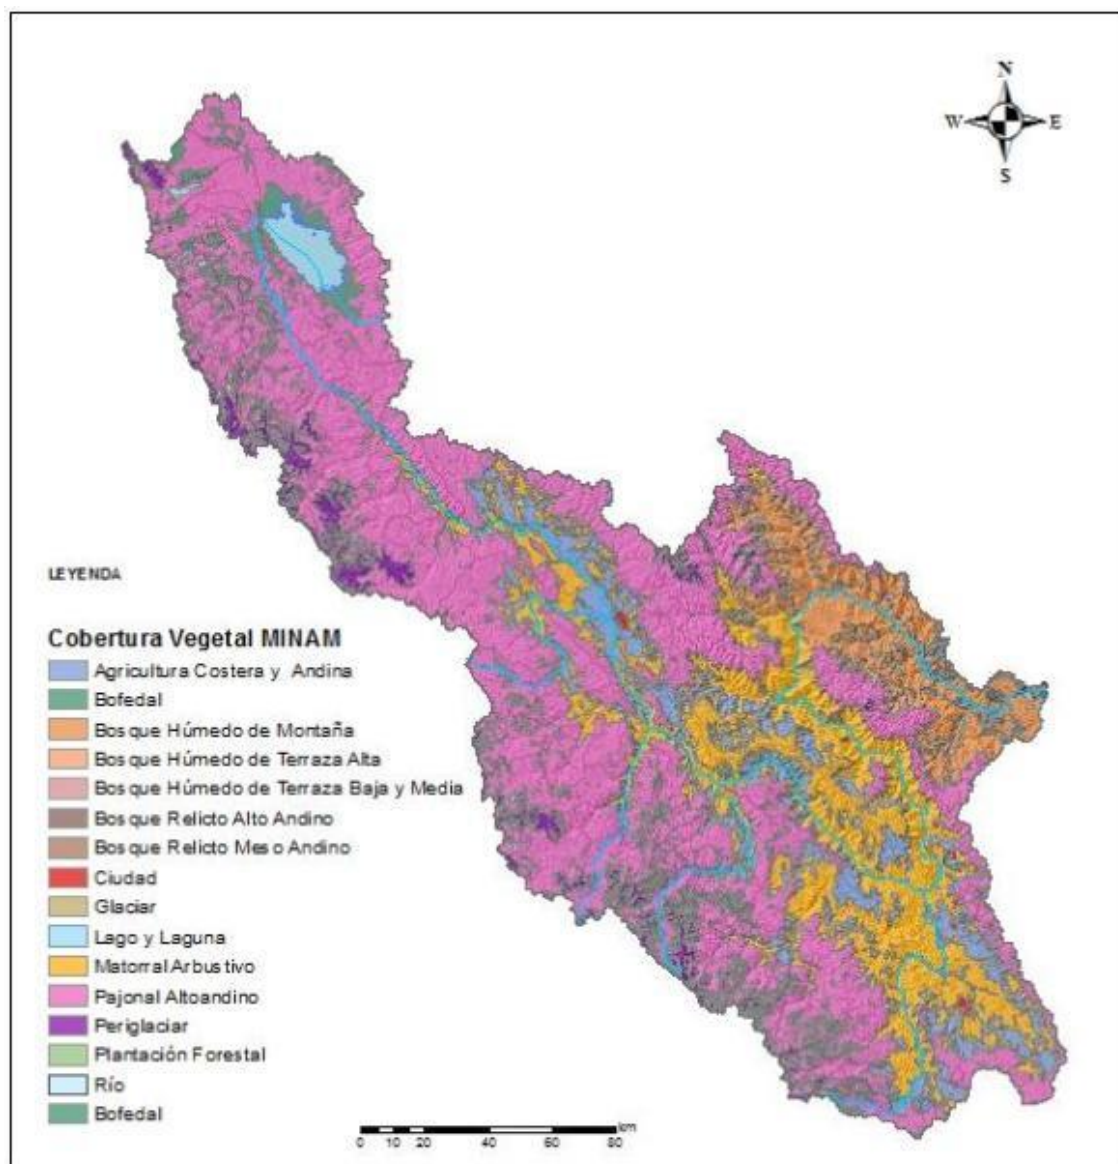 N
W E
S
LEYENDA
Cobertura Vegetal MINAM
Agricultura Costera y Andina
Bofedal
Bosque Húmedo de Montaña
Bosque Húmedo de Terraza Alta
Bosque Húmedo de Terraza Baja y Media
Bosque Relicto Alto Andino
Bosque Relicto Meso Andino
Ciudad
Glaciar
Lago y Laguna
Matorral Arbustivo
Pajonal Altoandino
Periglaciar
Plantación Forestal
Río
Bofedal
km
0 10 20 40 60 80